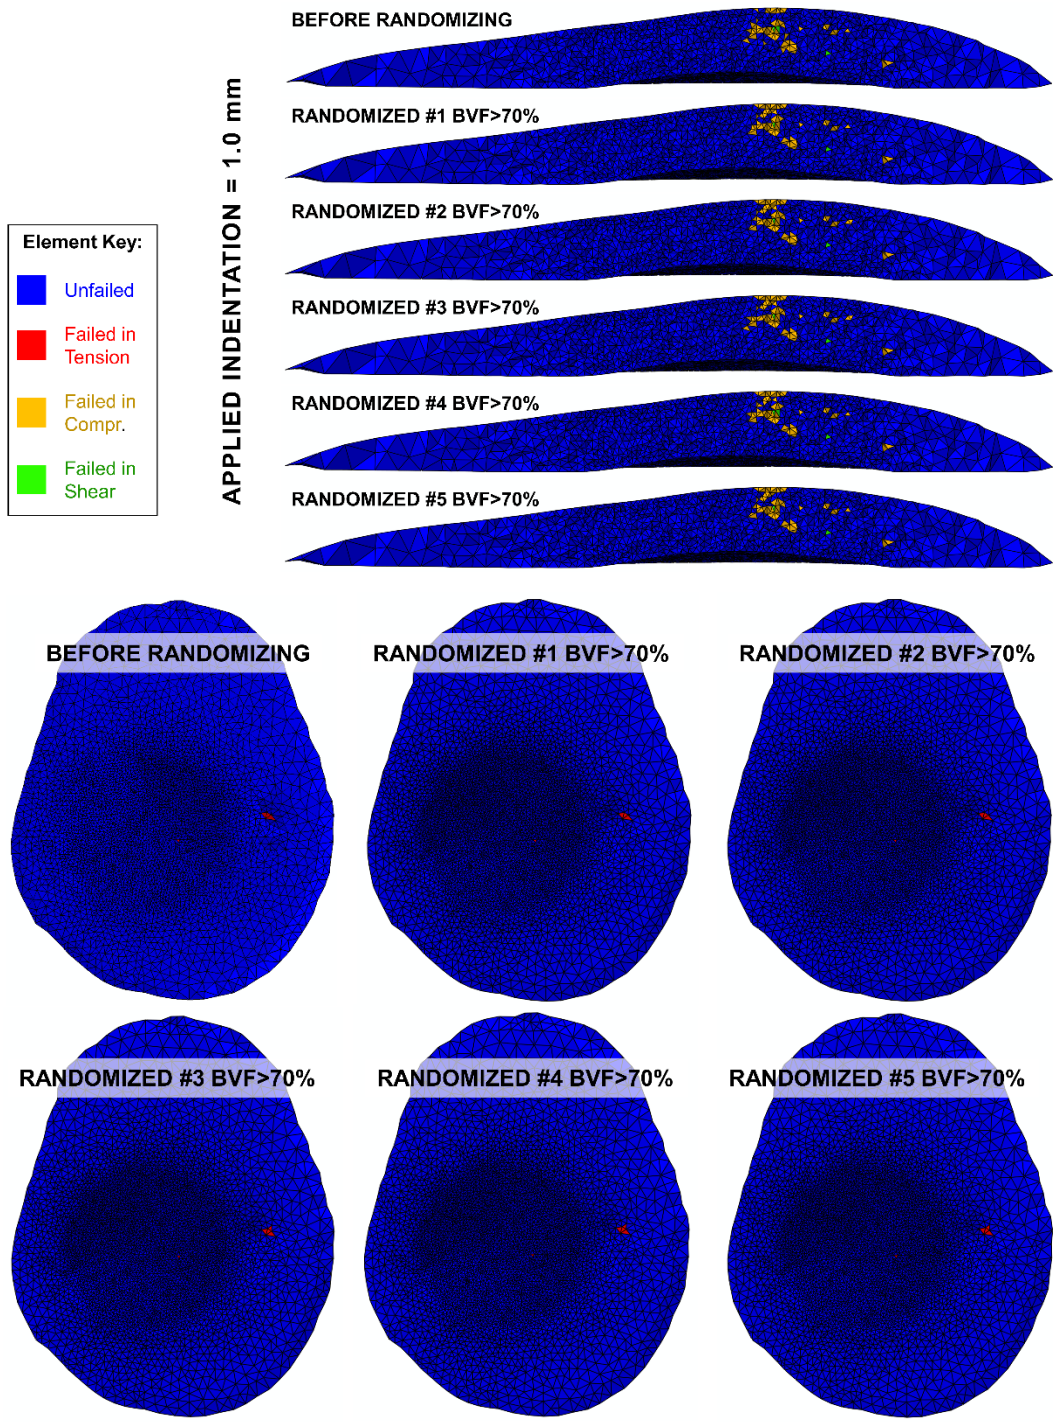 BEFORE RANDOMIZING
RANDOMIZED #1 BVF>70%
RANDOMIZED #2 BVF>70%
RANDOMIZED #3 BVF>70%
RANDOMIZED #4 BVF>70%
RANDOMIZED #5 BVF>70%
APPLIED INDENTATION = 1.0 mm
Element Key:
Unfailed
Failed in
Tension
Failed in
Compr.
Failed in
Shear
BEFORE RANDOMIZING
RANDOMIZED #1 BVF>70%
RANDOMIZED #2 BVF>70%
RANDOMIZED #3 BVF>70%
RANDOMIZED #4 BVF>70%
RANDOMIZED #5 BVF>70%